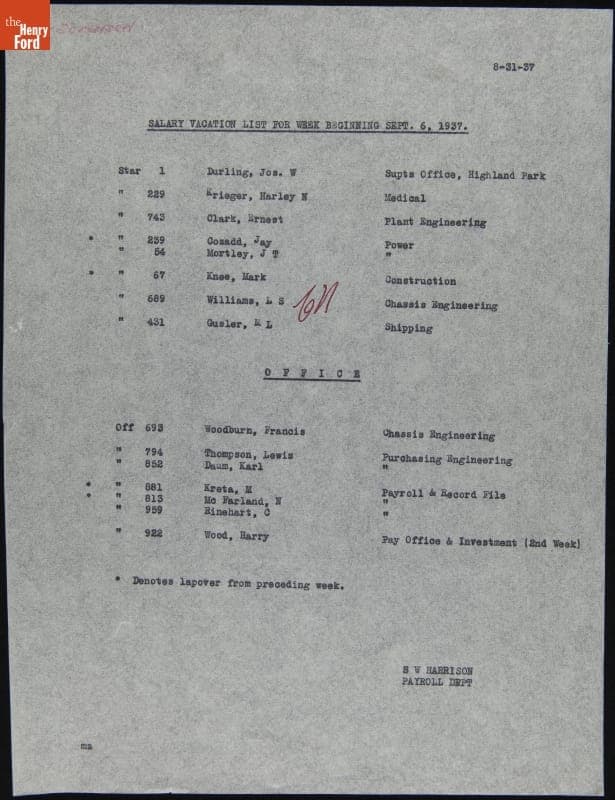 the
Henry
Ford
8-31-37
SALARY VACATION LIST FOR WEEK BEGINNING SEPT. 6, 1937.
Star 1 Durling, Jos. W Supts Office, Highland Park
" 229 Krieger, Harley N Medical
" 743 Clark, Ernest Plant Engineering
* " 239 Cozadd, Jay Power
" 54 Mortley, J T "
* " 67 Knee, Mark Construction
" 689 Williams, L S Chassis Engineering
" 431 Gusler, E L Shipping
O F F I C E
Off 693 Woodburn, Francis Chassis Engineering
" 794 Thompson, Lewis Purchasing Engineering
" 852 Daum, Karl "
* " 881 Kreta, M Payroll & Record File
* " 813 Mc Farland, N "
" 959 Rinehart, C "
" 922 Wood, Harry Pay Office & Investment (2nd Week)
* Denotes lapover from preceding week.
S W HARRISON
PAYROLL DEPT
ma